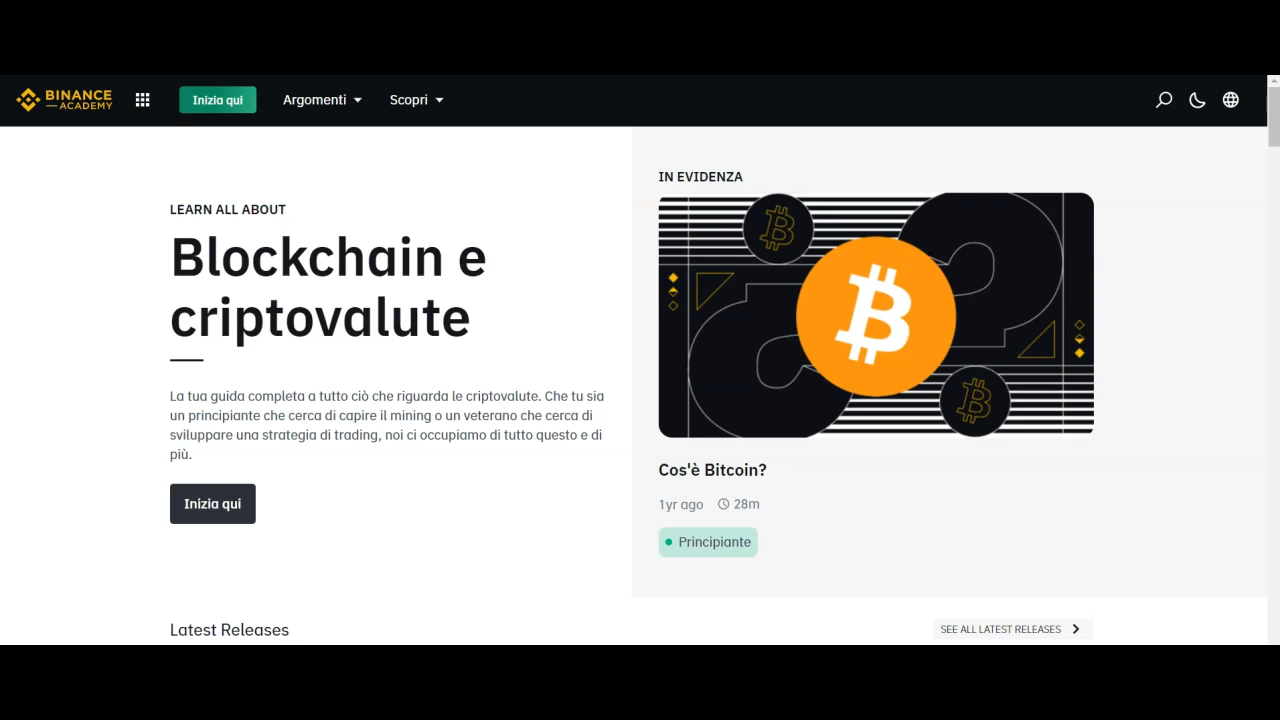 BINANCE
ACADEMY
Inizia qui
Argomenti
Scopri
LEARN ALL ABOUT
Blockchain e
criptovalute
La tua guida completa a tutto ciò che riguarda le criptovalute. Che tu sia
un principiante che cerca di capire il mining o un veterano che cerca di
sviluppare una strategia di trading, noi ci occupiamo di tutto questo e di
più.
Inizia qui
IN EVIDENZA
Cos'è Bitcoin?
1yr ago 28m
Principiante
Latest Releases
SEE ALL LATEST RELEASES